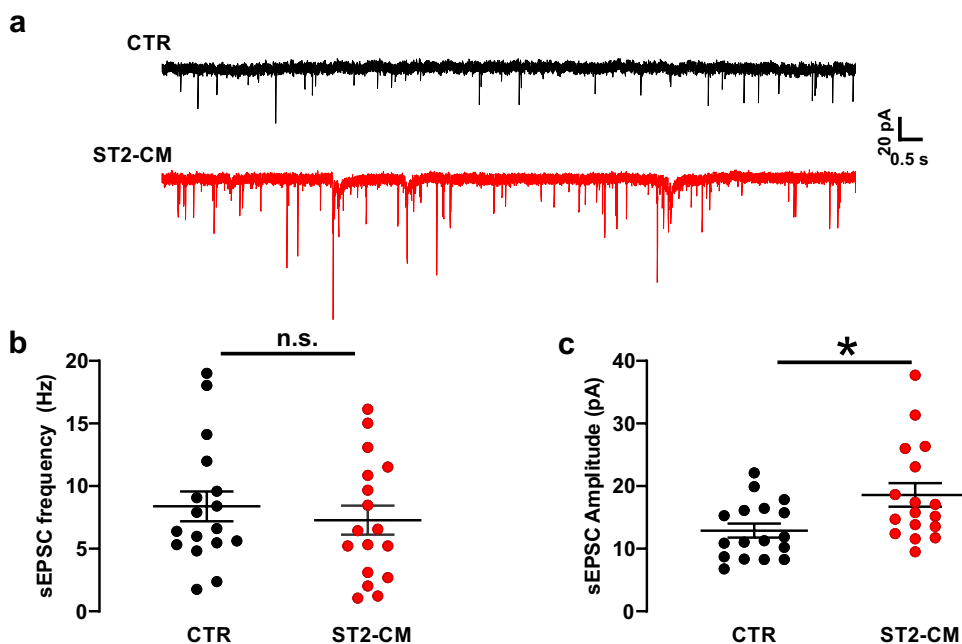 a
CTR
ST2-CM
20 pA
0.5 s
b
n.s.
sEPSC frequency (Hz)
20
15
10
5
0
CTR
ST2-CM
c
*
sEPSC Amplitude (pA)
40
30
20
10
0
CTR
ST2-CM